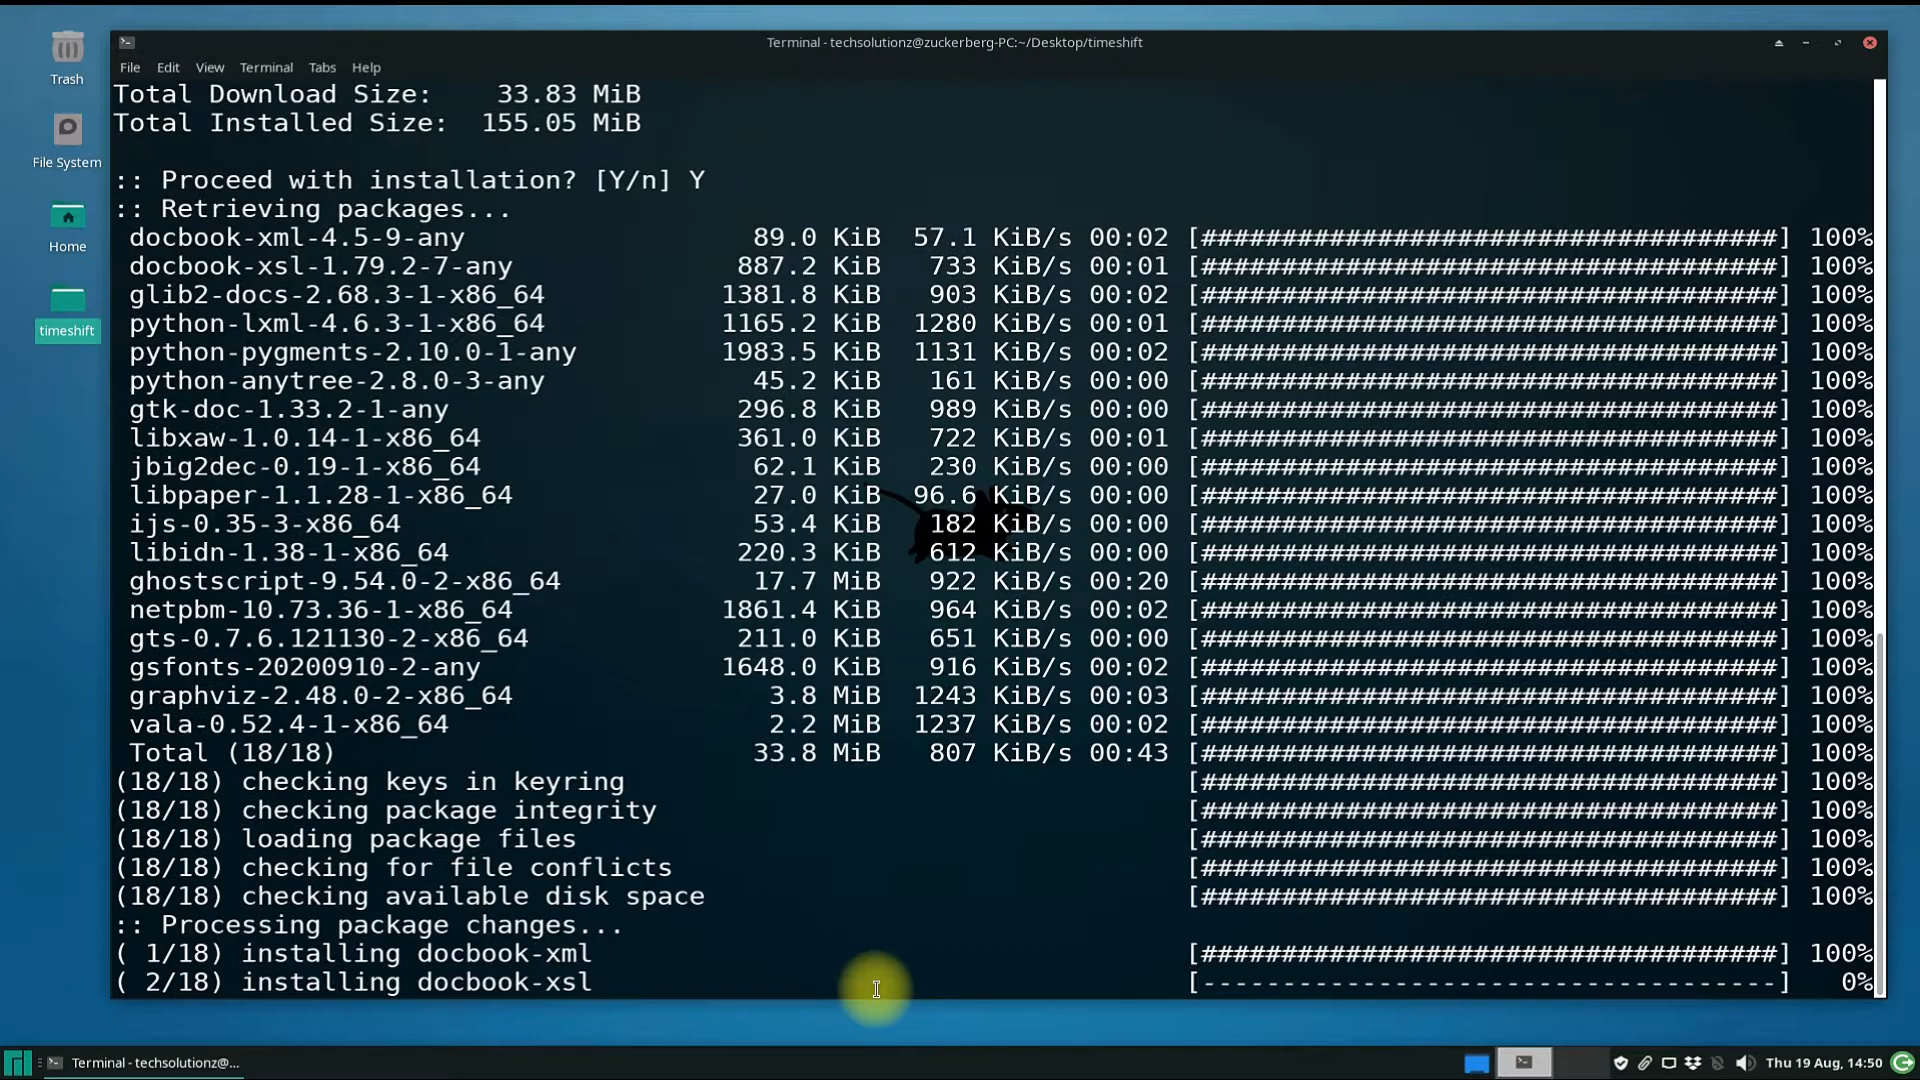 Terminal - techsolutionz@zuckerberg-PC:~/Desktop/timeshift
File Edit View Terminal Tabs Help
Trash
File System
Home
timeshift
Total Download Size:    33.83 MiB
Total Installed Size:  155.05 MiB
:: Proceed with installation? [Y/n] Y
:: Retrieving packages...
docbook-xml-4.5-9-any 89.0 KiB 57.1 KiB/s 00:02 [####################################] 100%
docbook-xsl-1.79.2-7-any 887.2 KiB 733 KiB/s 00:01 [####################################] 100%
glib2-docs-2.68.3-1-x86_64 1381.8 KiB 903 KiB/s 00:02 [####################################] 100%
python-lxml-4.6.3-1-x86_64 1165.2 KiB 1280 KiB/s 00:01 [####################################] 100%
python-pygments-2.10.0-1-any 1983.5 KiB 1131 KiB/s 00:02 [####################################] 100%
python-anytree-2.8.0-3-any 45.2 KiB 161 KiB/s 00:00 [####################################] 100%
gtk-doc-1.33.2-1-any 296.8 KiB 989 KiB/s 00:00 [####################################] 100%
libxaw-1.0.14-1-x86_64 361.0 KiB 722 KiB/s 00:01 [####################################] 100%
jbig2dec-0.19-1-x86_64 62.1 KiB 230 KiB/s 00:00 [####################################] 100%
libpaper-1.1.28-1-x86_64 27.0 KiB 96.6 KiB/s 00:00 [####################################] 100%
ijs-0.35-3-x86_64 53.4 KiB 182 KiB/s 00:00 [####################################] 100%
libidn-1.38-1-x86_64 220.3 KiB 612 KiB/s 00:00 [####################################] 100%
ghostscript-9.54.0-2-x86_64 17.7 MiB 922 KiB/s 00:20 [####################################] 100%
netpbm-10.73.36-1-x86_64 1861.4 KiB 964 KiB/s 00:02 [####################################] 100%
gts-0.7.6.121130-2-x86_64 211.0 KiB 651 KiB/s 00:00 [####################################] 100%
gsfonts-20200910-2-any 1648.0 KiB 916 KiB/s 00:02 [####################################] 100%
graphviz-2.48.0-2-x86_64 3.8 MiB 1243 KiB/s 00:03 [####################################] 100%
vala-0.52.4-1-x86_64 2.2 MiB 1237 KiB/s 00:02 [####################################] 100%
Total (18/18) 33.8 MiB 807 KiB/s 00:43 [####################################] 100%
(18/18) checking keys in keyring [####################################] 100%
(18/18) checking package integrity [####################################] 100%
(18/18) loading package files [####################################] 100%
(18/18) checking for file conflicts [####################################] 100%
(18/18) checking available disk space [####################################] 100%
:: Processing package changes...
( 1/18) installing docbook-xml [####################################] 100%
( 2/18) installing docbook-xsl [------------------------------------] 0%
Terminal - techsolutionz@...
Thu 19 Aug, 14:50